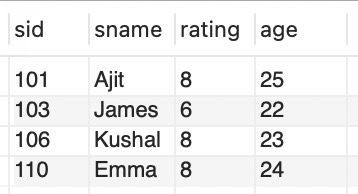 sid sname rating age
101 Ajit 8 25
103 James 6 22
106 Kushal 8 23
110 Emma 8 24